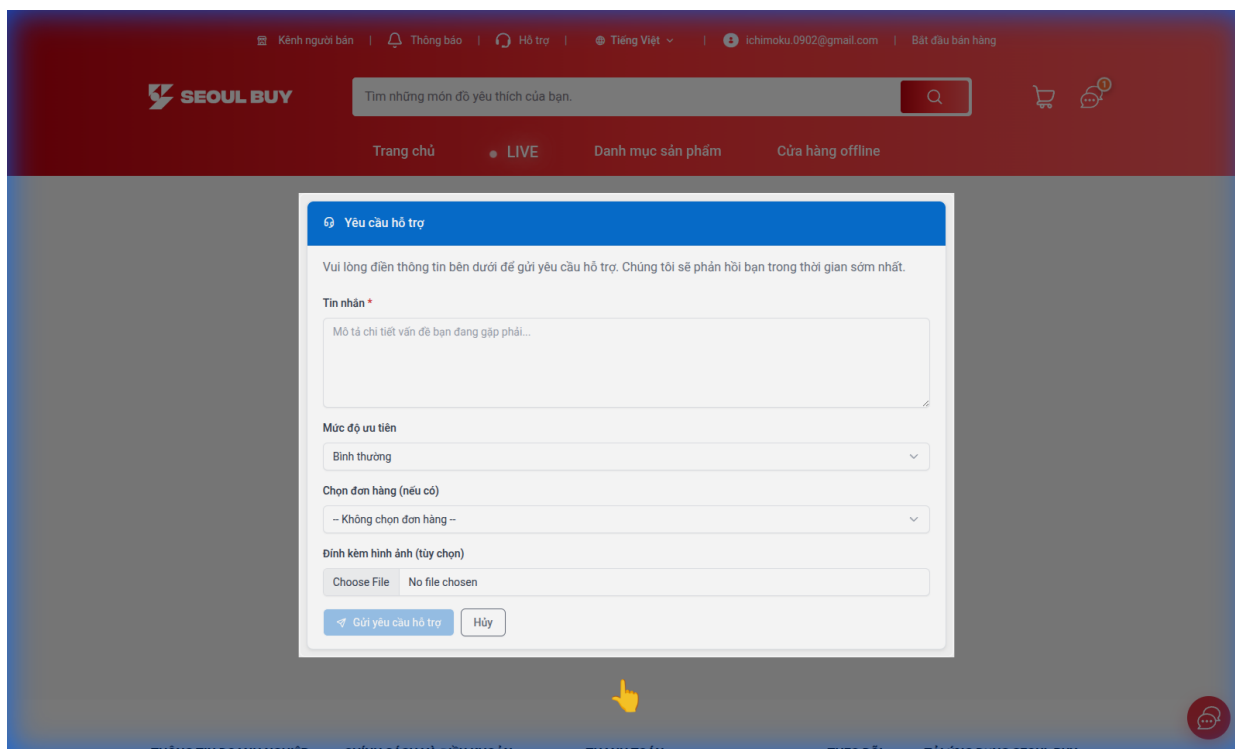 Kênh người bán | Thông báo | Hỗ trợ | Tiếng Việt | ichimoku.0902@gmail.com | Bắt đầu bán hàng
SEOUL BUY
Tìm những món đồ yêu thích của bạn.
1
Trang chủ LIVE Danh mục sản phẩm Cửa hàng offline
Yêu cầu hỗ trợ
Vui lòng điền thông tin bên dưới để gửi yêu cầu hỗ trợ. Chúng tôi sẽ phản hồi bạn trong thời gian sớm nhất.
Tin nhắn *
Mô tả chi tiết vấn đề bạn đang gặp phải...
Mức độ ưu tiên
Bình thường
Chọn đơn hàng (nếu có)
-- Không chọn đơn hàng --
Đính kèm hình ảnh (tùy chọn)
Choose File No file chosen
Gửi yêu cầu hỗ trợ Hủy